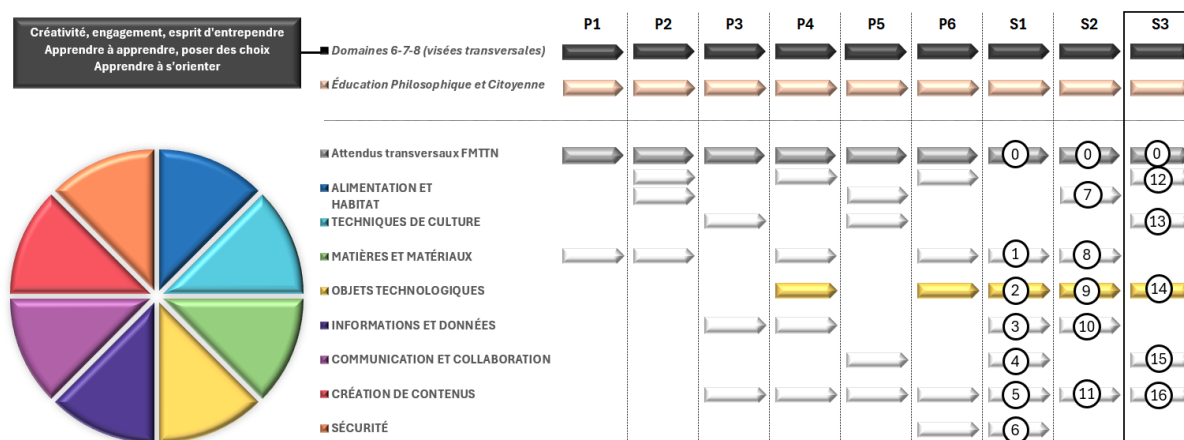 Créativité, engagement, esprit d'entrependre
Apprendre à apprendre, poser des choix
Apprendre à s'orienter
P1 P2 P3 P4 P5 P6 S1 S2 S3
Domaines 6-7-8 (visées transversales)
Éducation Philosophique et Citoyenne
Attendus transversaux FMTTN 0 0 0
12
ALIMENTATION ET
HABITAT
7
TECHNIQUES DE CULTURE 13
MATIÈRES ET MATÉRIAUX 1 8
OBJETS TECHNOLOGIQUES 2 9 14
INFORMATIONS ET DONNÉES 3 10
COMMUNICATION ET COLLABORATION 4 15
CRÉATION DE CONTENUS 5 11 16
SÉCURITÉ 6